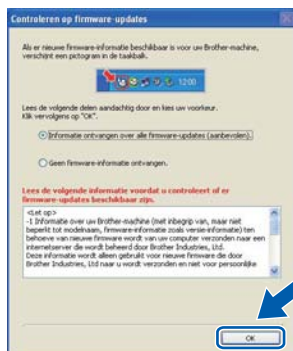 Controleren op firmware-updates
Als er nieuwe firmware-informatie beschikbaar is voor uw Brother-machine,
verschijnt een pictogram in de taakbalk.
12:00
Lees de volgende delen aandachtig door en kies uw voorkeur.
Klik vervolgens op "OK".
Informatie ontvangen over alle firmware-updates (aanbevolen).
Geen firmware-informatie ontvangen.
Lees de volgende informatie voordat u controleert of er
firmware-updates beschikbaar zijn.
<Let op>
-1 Informatie over uw Brother-machine (met inbegrip van, maar niet
beperkt tot modelnaam, firmware-informatie zoals versie-informatie) ten
behoeve van nieuwe firmware wordt van uw computer verzonden naar een
internetserver die wordt beheerd door Brother Industries, Ltd.
Deze informatie wordt alleen gebruikt voor nieuwe firmware die door
Brother Industries, Ltd naar u wordt verzonden en niet voor persoonlijke
OK